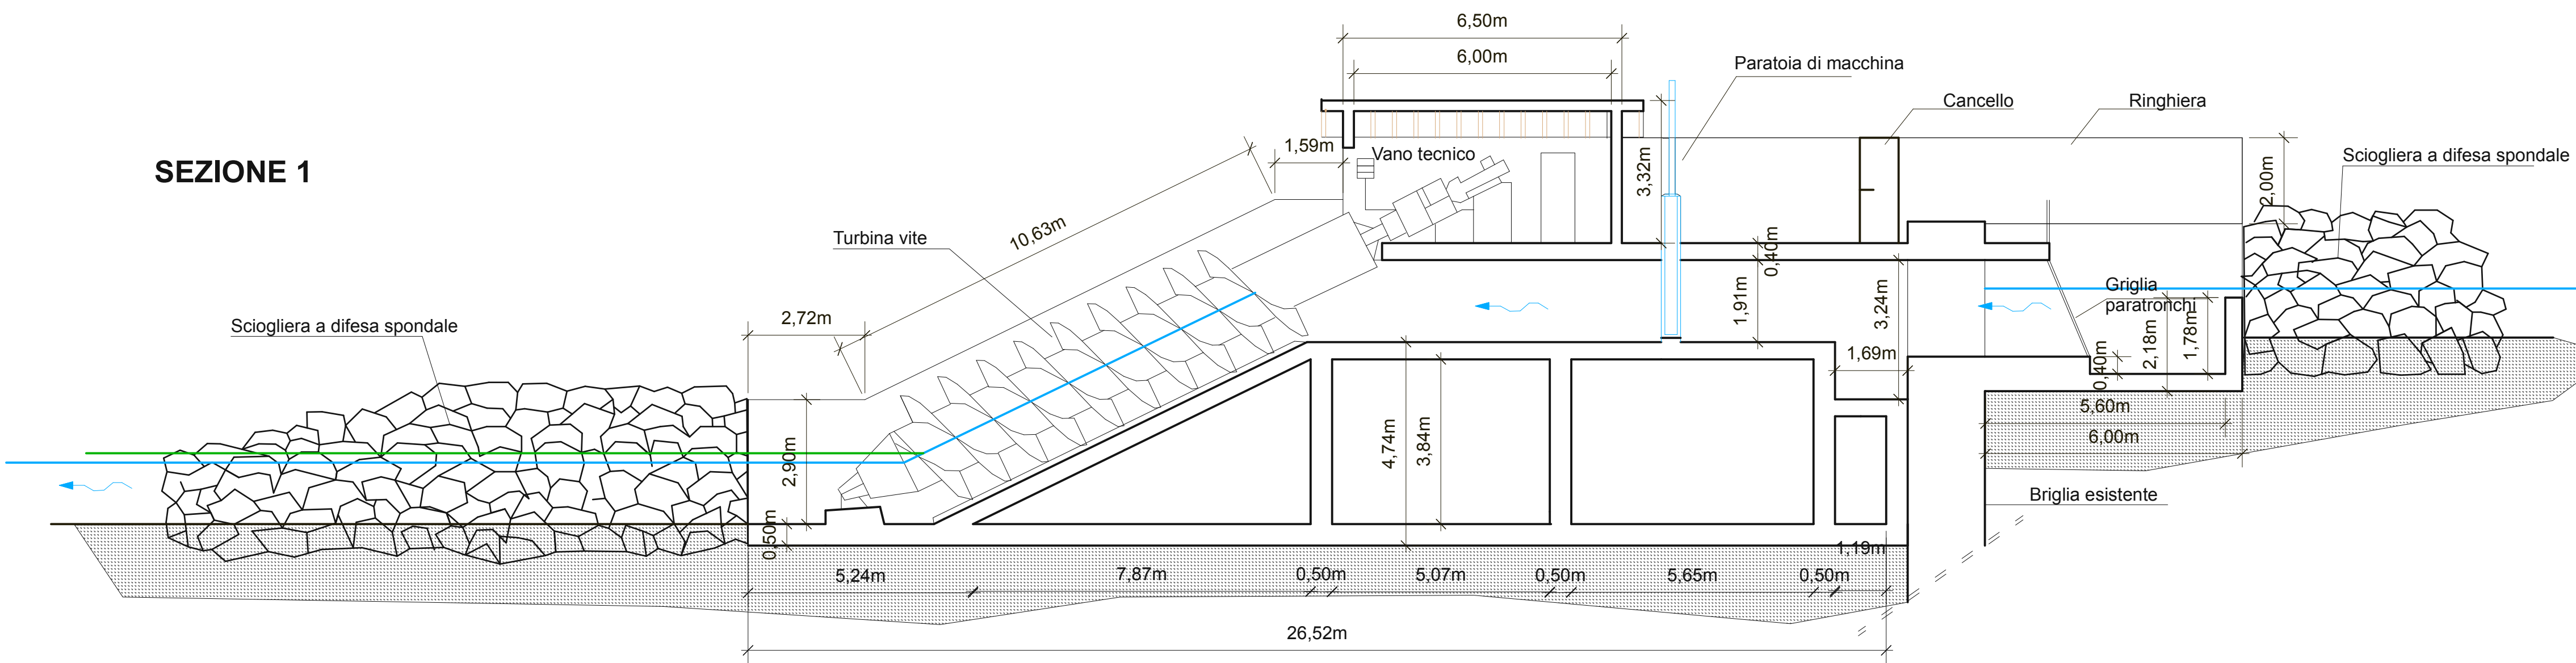 6,50m
6,00m
Paratoia di macchina
Cancello
Ringhiera
SEZIONE 1
1,59m
Vano tecnico
3,32m
2,00m
Sciogliera a difesa spondale
Turbina vite
10,63m
0,40m
1,91m
3,24m
Griglia
paratronchi
2,72m
Sciogliera a difesa spondale
1,69m
0,40m
2,18m
1,78m
5,60m
6,00m
2,90m
4,74m
3,84m
Briglia esistente
0,50m
1,19m
5,24m
7,87m
0,50m
5,07m
0,50m
5,65m
0,50m
26,52m